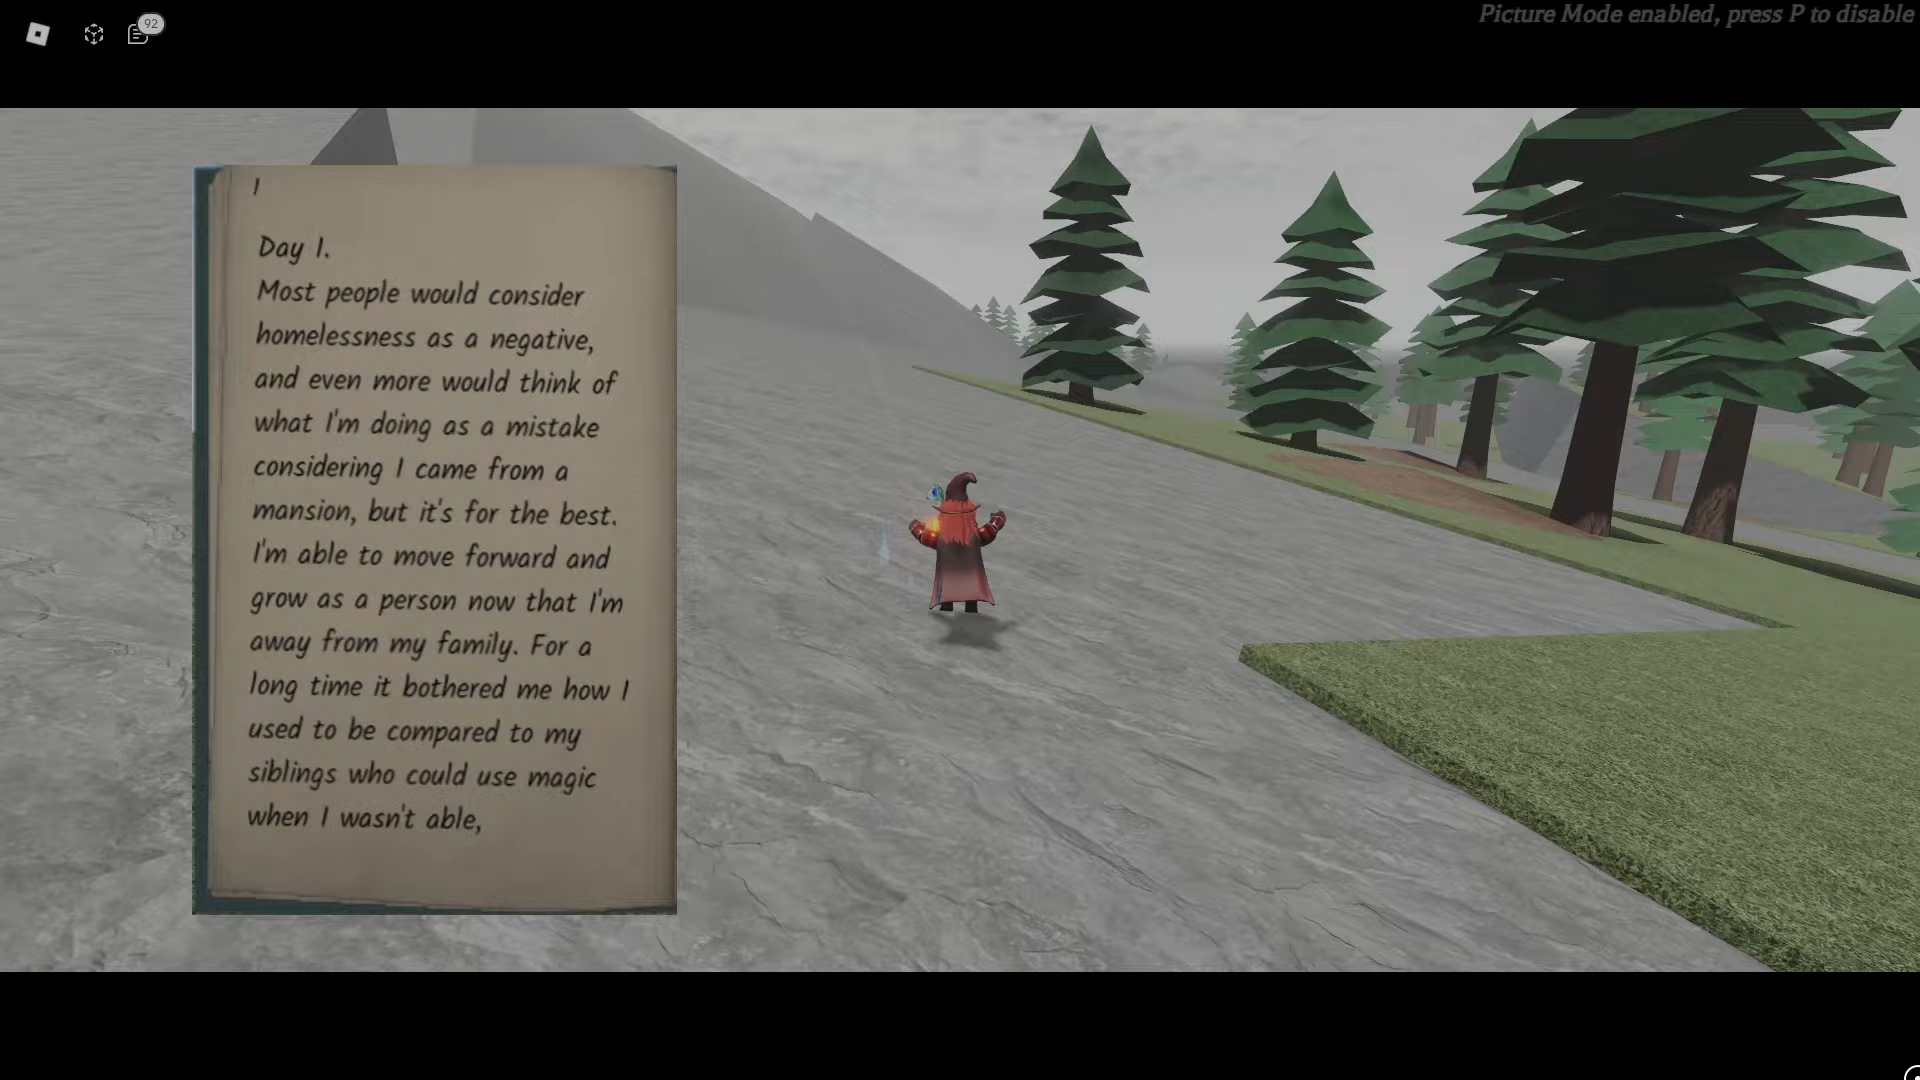 92
Picture Mode enabled, press P to disable
1
Day 1.
Most people would consider
homelessness as a negative,
and even more would think of
what I'm doing as a mistake
considering I came from a
mansion, but it's for the best.
I'm able to move forward and
grow as a person now that I'm
away from my family. For a
long time it bothered me how I
used to be compared to my
siblings who could use magic
when I wasn't able,